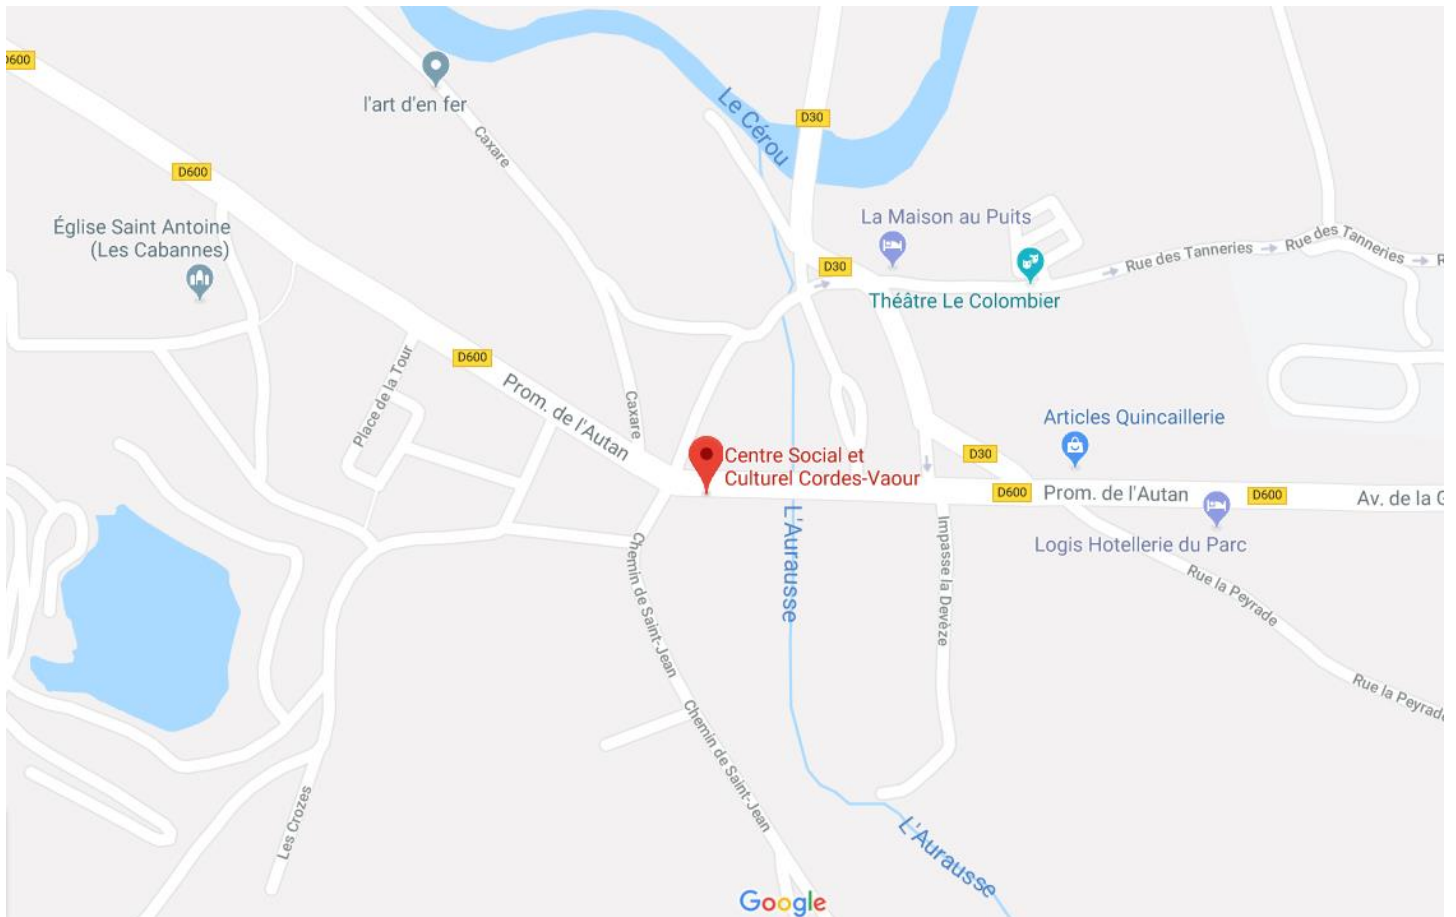 D600
l'art d'en fer
Caxare
Le Cérou
D30
D600
Église Saint Antoine
(Les Cabannes)
La Maison au Puits
Rue des Tanneries
Rue des Tanneries
R
D30
Théâtre Le Colombier
D600
Place de la Tour
Prom. de l'Autan
Caxare
Articles Quincaillerie
Centre Social et
Culturel Cordes-Vaour
D30
D600
Prom. de l'Autan
D600
Av. de la G
Logis Hotellerie du Parc
L'Aurausse
Impasse la Devèze
Chemin de Saint-Jean
Rue la Peyrade
Rue la Peyrade
Chemin de Saint-Jean
Les Crozes
L'Aurausse
Google